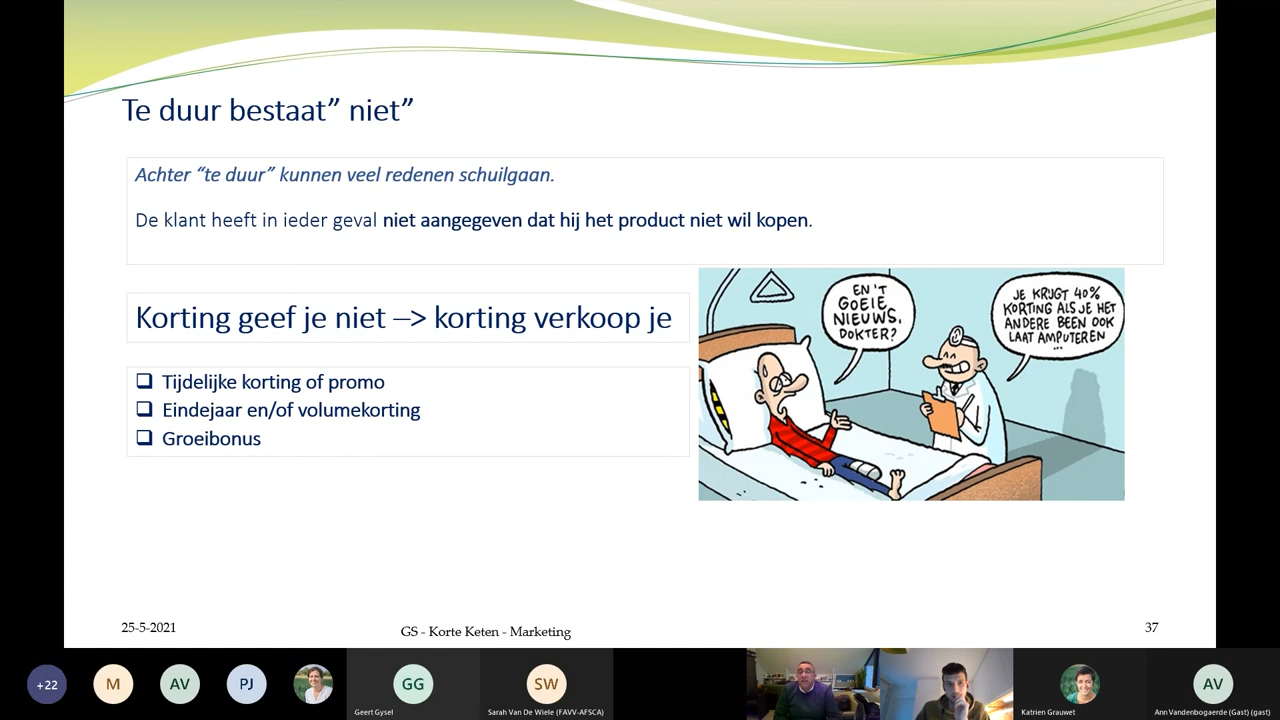 Te duur bestaat” niet”
Achter “te duur” kunnen veel redenen schuilgaan.
De klant heeft in ieder geval niet aangegeven dat hij het product niet wil kopen.
Korting geef je niet –> korting verkoop je
Tijdelijke korting of promo
Eindejaar en/of volumekorting
Groeibonus
EN 'T
GOEIE
NIEUWS,
DOKTER?
JE KRIJGT 40%
KORTING ALS JE HET
ANDERE BEEN OOK
LAAT AMPUTEREN
...
25-5-2021
GS - Korte Keten - Marketing
37
+22
M
AV
PJ
GG
Geert Gysel
SW
Sarah Van De Wiele (FAVV-AFSCA)
Katrien Grauwet
AV
Ann Vandenbogaerde (Gast) (gast)